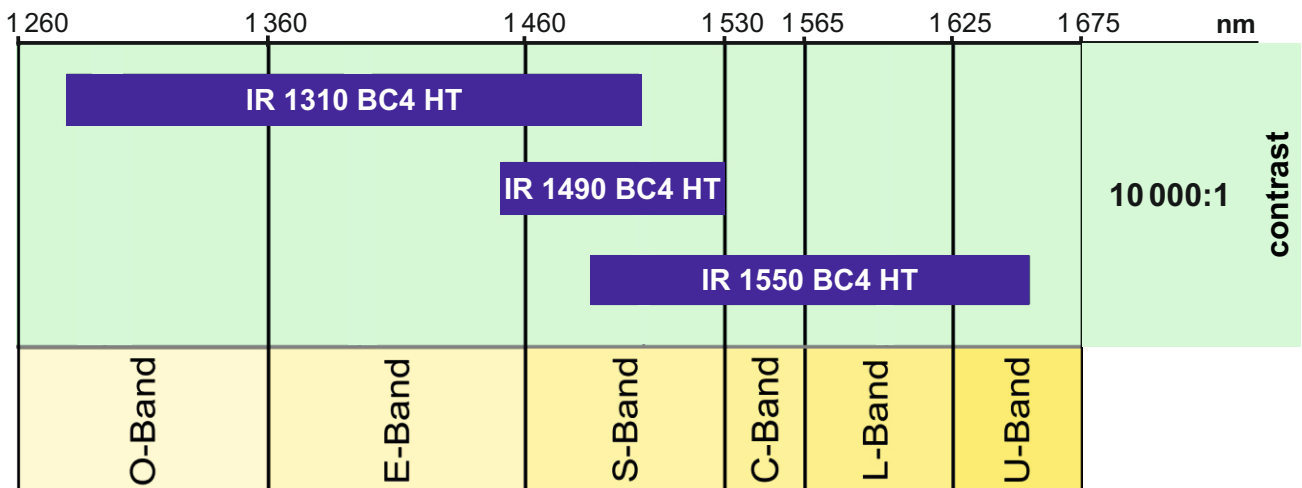 1 260 1 360 1 460 1 530 1 565 1 625 1 675 nm
IR 1310 BC4 HT
IR 1490 BC4 HT
10 000:1
contrast
IR 1550 BC4 HT
O-Band
E-Band
S-Band
C-Band
L-Band
U-Band